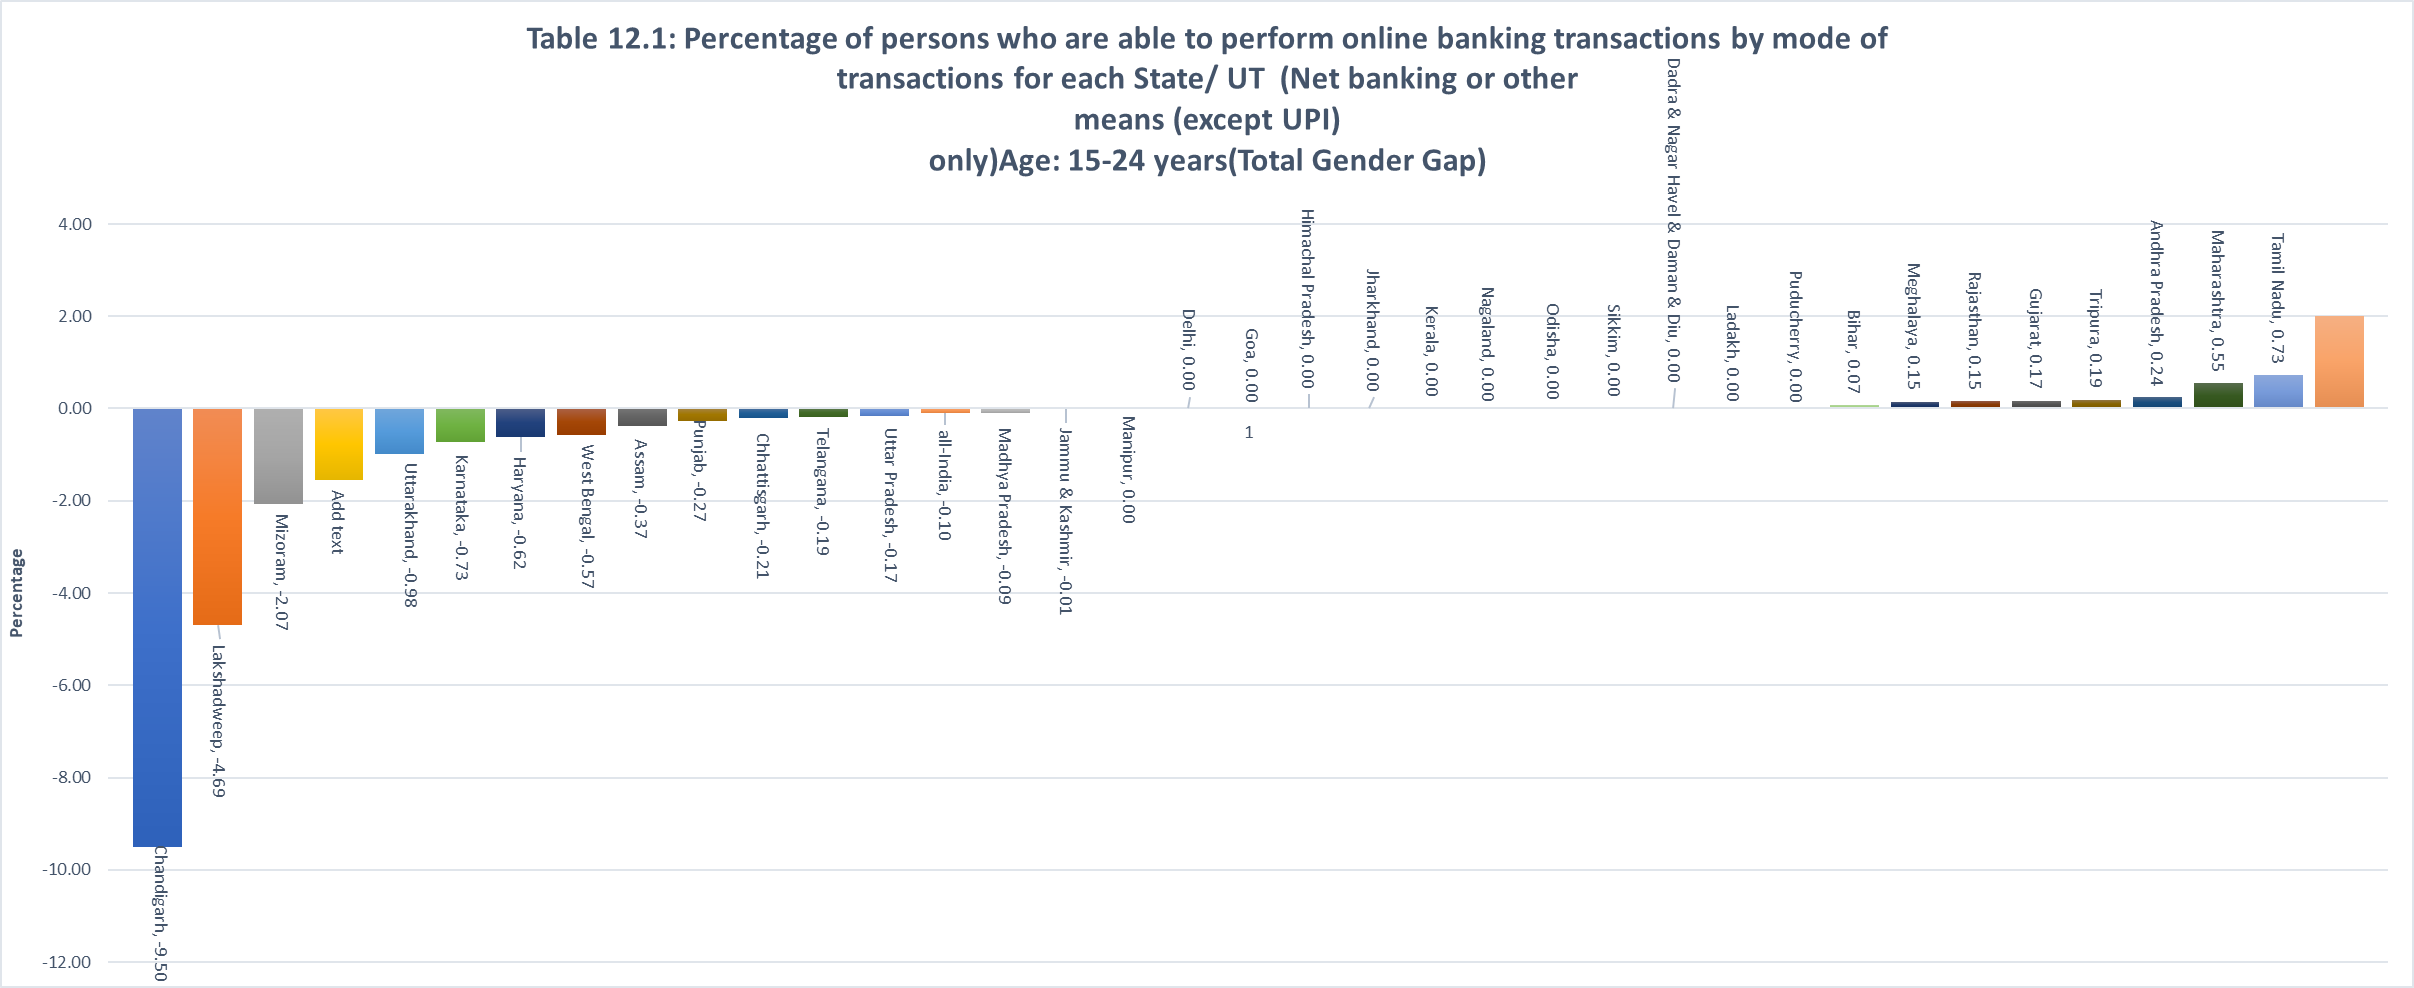 Table 12.1: Percentage of persons who are able to perform online banking transactions by mode of
transactions for each State/ UT  (Net banking or other
means (except UPI)
only)Age: 15-24 years(Total Gender Gap)
Percentage
4.00
2.00
0.00
-2.00
-4.00
-6.00
-8.00
-10.00
-12.00
Chandigarh, -9.50
Lakshadweep, -4.69
Mizoram, -2.07
Add text
Uttarakhand, -0.98
Karnataka, -0.73
Haryana, -0.62
West Bengal, -0.57
Assam, -0.37
Punjab, -0.27
Chhattisgarh, -0.21
Telangana, -0.19
Uttar Pradesh, -0.17
all-India, -0.10
Madhya Pradesh, -0.09
Jammu & Kashmir, -0.01
Manipur, 0.00
Delhi, 0.00
Goa, 0.00
Himachal Pradesh, 0.00
Jharkhand, 0.00
Kerala, 0.00
Nagaland, 0.00
Odisha, 0.00
Sikkim, 0.00
Dadra & Nagar Havel & Daman & Diu, 0.00
Ladakh, 0.00
Puducherry, 0.00
Bihar, 0.07
Meghalaya, 0.15
Rajasthan, 0.15
Gujarat, 0.17
Tripura, 0.19
Andhra Pradesh, 0.24
Maharashtra, 0.55
Tamil Nadu, 0.73
1